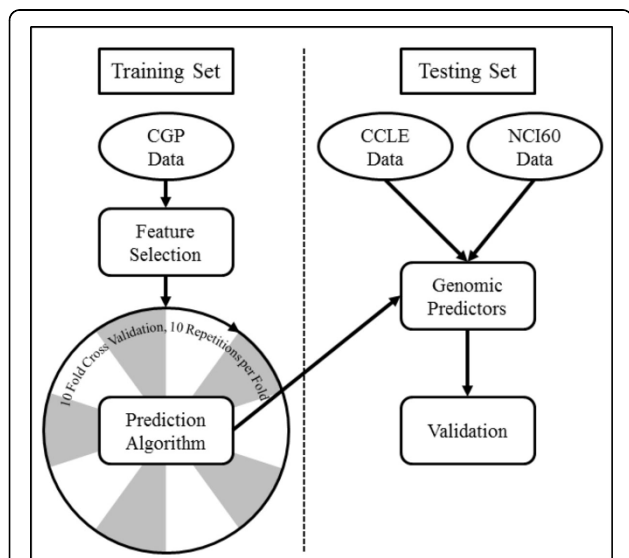 Training Set
CGP
Data
Feature
Selection
10 Fold Cross Validation, 10 Repetitions per Fold
Prediction
Algorithm
Testing Set
CCLE
Data
NCI60
Data
Genomic
Predictors
Validation